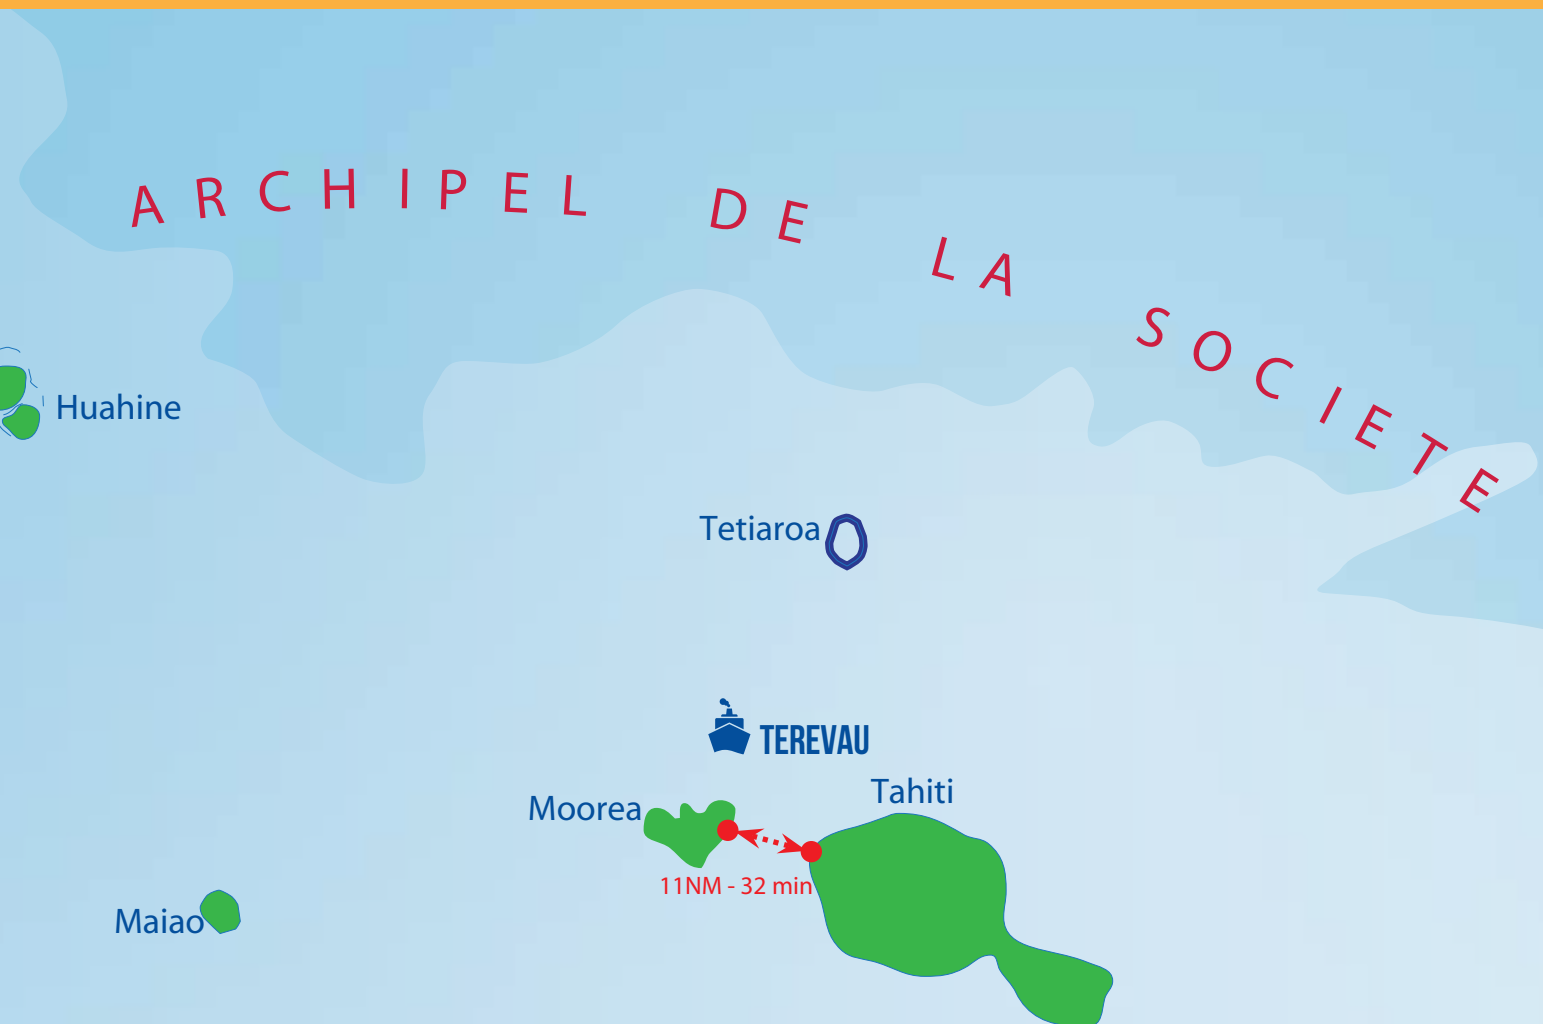 ARCHIPEL DE LA SOCIETE
Huahine
Tetiaroa
TEREVAU
Tahiti
Moorea
11NM - 32 min
Maiao